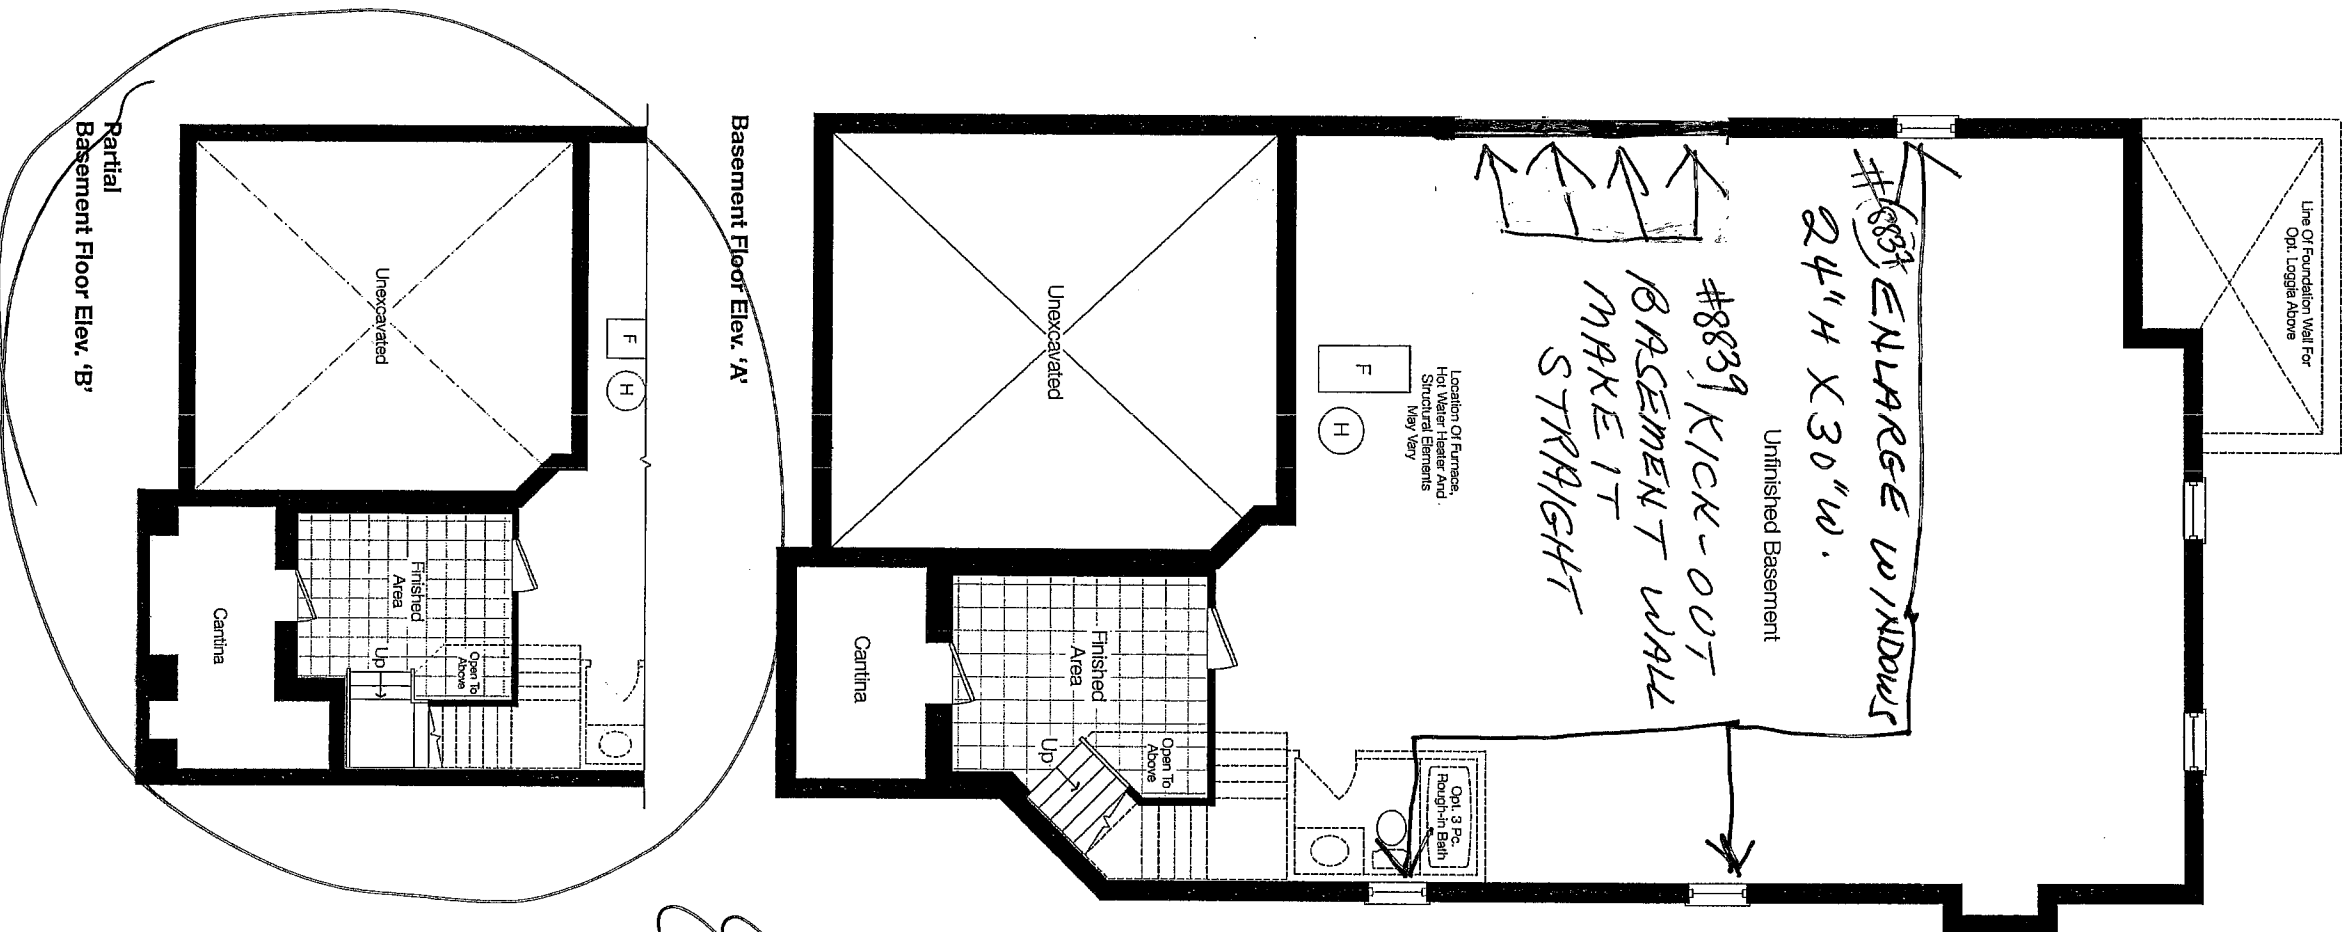 Line Of Foundation Wall For
Opt. Loggia Above
#8837 ENLARGE WINDOWS
24"H X 30"W.
Unfinished Basement
#8839 KICK-OUT
BASEMENT WALL
MAKE IT
STRAIGHT
Location Of Furnace,
Hot Water Heater And
Structural Elements
May Vary
F
H
Opt. 3 Pc.
Rough-in Bath
Unexcavated
Open To
Above
Finished
Area
Up
Cantina
Basement Floor Elev. 'A'
F
H
Unexcavated
Open To
Above
Finished
Area
Up
Cantina
Partial
Basement Floor Elev. 'B'